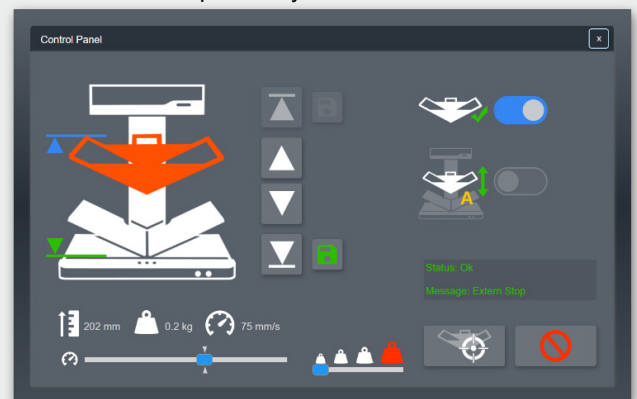 Control Panel
x
A
Status: Ok
Message: Extern Stop
202 mm
0.2 kg
75 mm/s